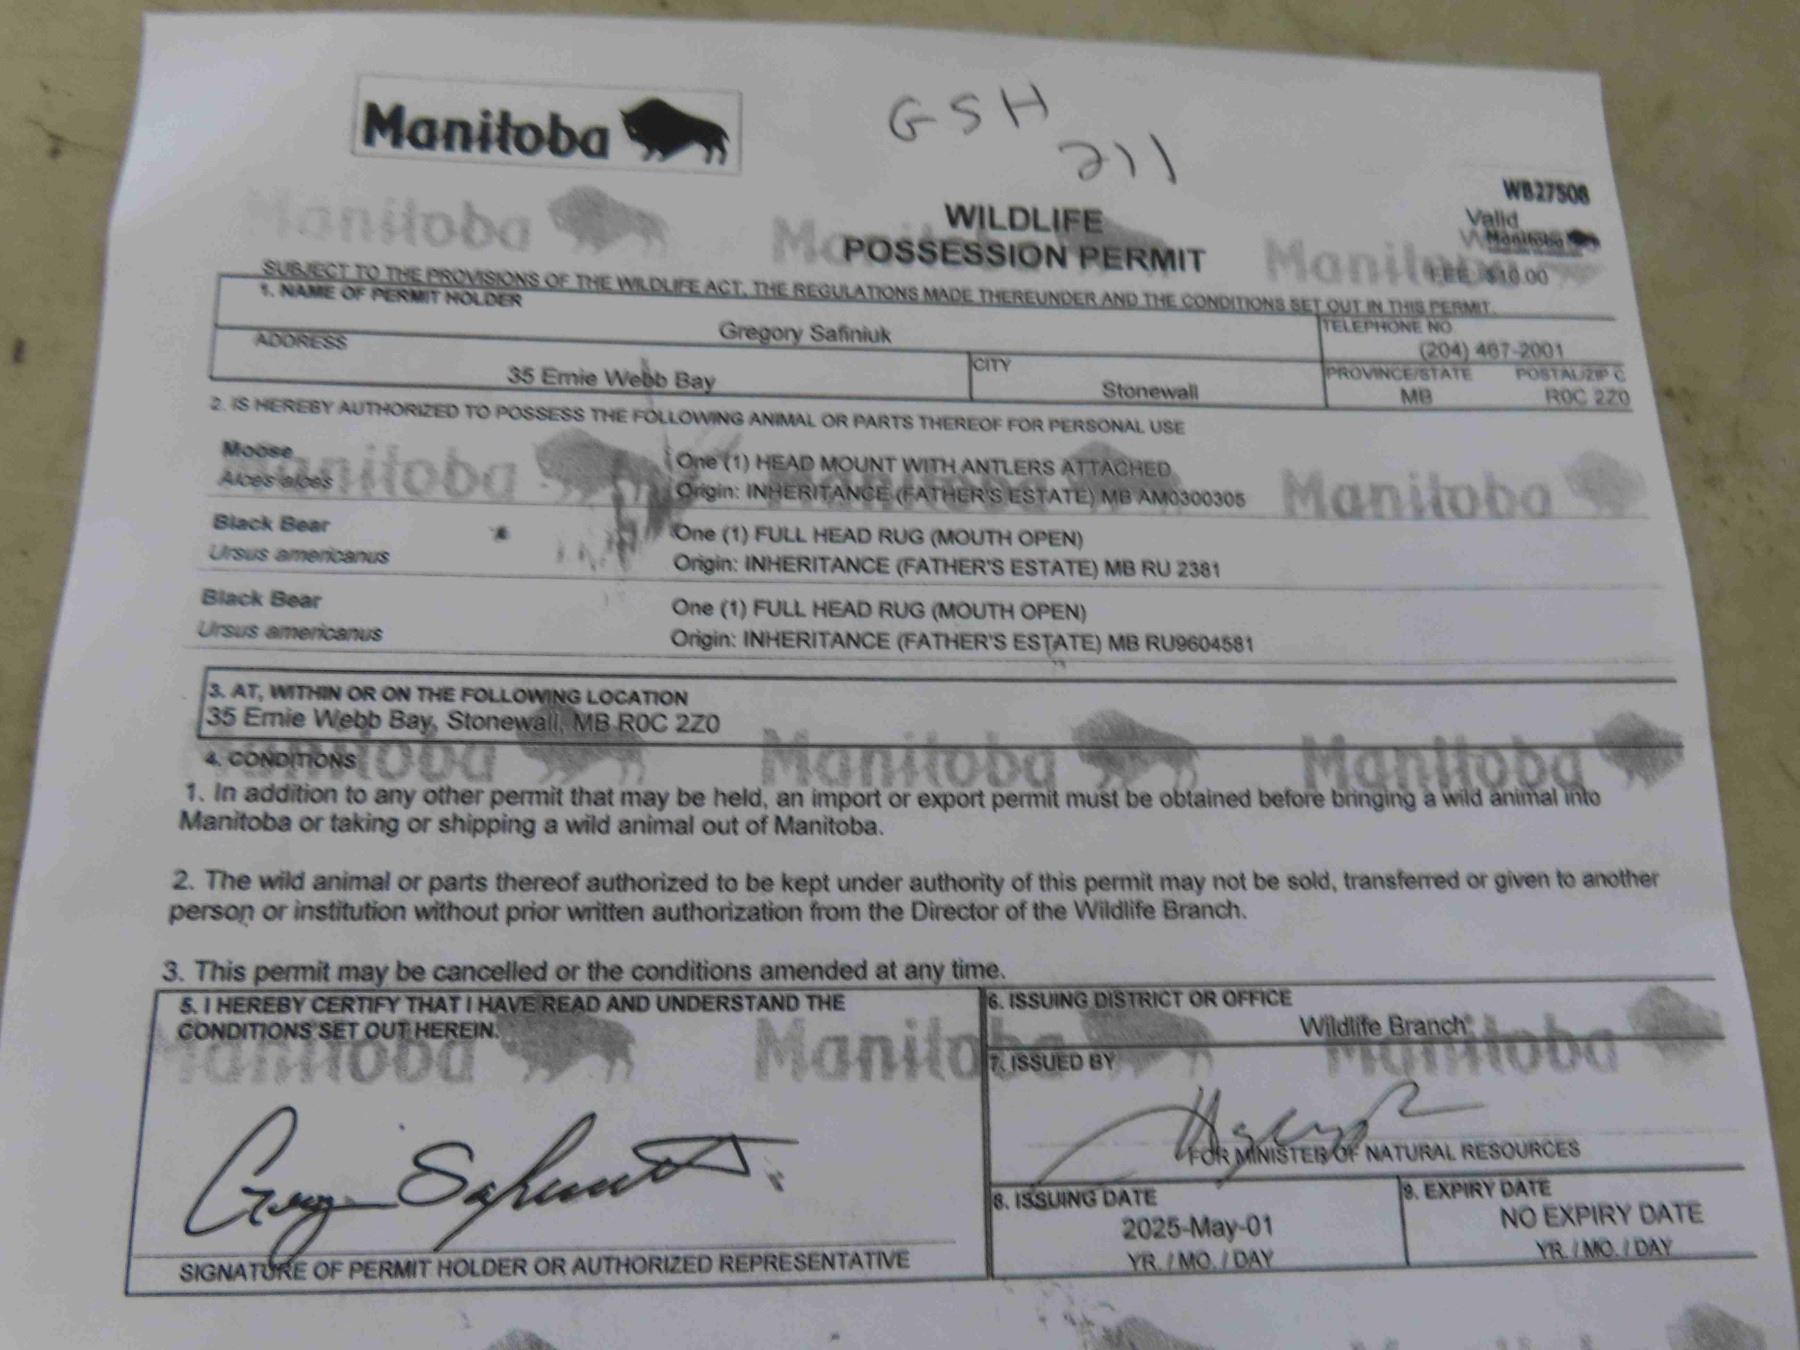 Manitoba
GSH
211
WB27508
Valid
Manitoba
WILDLIFE
POSSESSION PERMIT
FEE $10.00
SUBJECT TO THE PROVISIONS OF THE WILDLIFE ACT, THE REGULATIONS MADE THEREUNDER AND THE CONDITIONS SET OUT IN THIS PERMIT.
1. NAME OF PERMIT HOLDER
Gregory Safiniuk
TELEPHONE NO
(204) 467-2001
ADDRESS
35 Ernie Webb Bay
CITY
Stonewall
PROVINCE/STATE
MB
POSTAL/ZIP C
R0C 2Z0
2. IS HEREBY AUTHORIZED TO POSSESS THE FOLLOWING ANIMAL OR PARTS THEREOF FOR PERSONAL USE
Moose
Alces alces
One (1) HEAD MOUNT WITH ANTLERS ATTACHED
Origin: INHERITANCE (FATHER'S ESTATE) MB AM0300305
Black Bear
Ursus americanus
One (1) FULL HEAD RUG (MOUTH OPEN)
Origin: INHERITANCE (FATHER'S ESTATE) MB RU 2381
Black Bear
Ursus americanus
One (1) FULL HEAD RUG (MOUTH OPEN)
Origin: INHERITANCE (FATHER'S ESTATE) MB RU9604581
3. AT, WITHIN OR ON THE FOLLOWING LOCATION
35 Ernie Webb Bay, Stonewall, MB R0C 2Z0
4. CONDITIONS
1. In addition to any other permit that may be held, an import or export permit must be obtained before bringing a wild animal into
Manitoba or taking or shipping a wild animal out of Manitoba.
2. The wild animal or parts thereof authorized to be kept under authority of this permit may not be sold, transferred or given to another
person or institution without prior written authorization from the Director of the Wildlife Branch.
3. This permit may be cancelled or the conditions amended at any time.
5. I HEREBY CERTIFY THAT I HAVE READ AND UNDERSTAND THE
CONDITIONS SET OUT HEREIN.
SIGNATURE OF PERMIT HOLDER OR AUTHORIZED REPRESENTATIVE
6. ISSUING DISTRICT OR OFFICE
Wildlife Branch
7. ISSUED BY
FOR MINISTER OF NATURAL RESOURCES
8. ISSUING DATE
2025-May-01
YR. / MO. / DAY
9. EXPIRY DATE
NO EXPIRY DATE
YR. / MO. / DAY